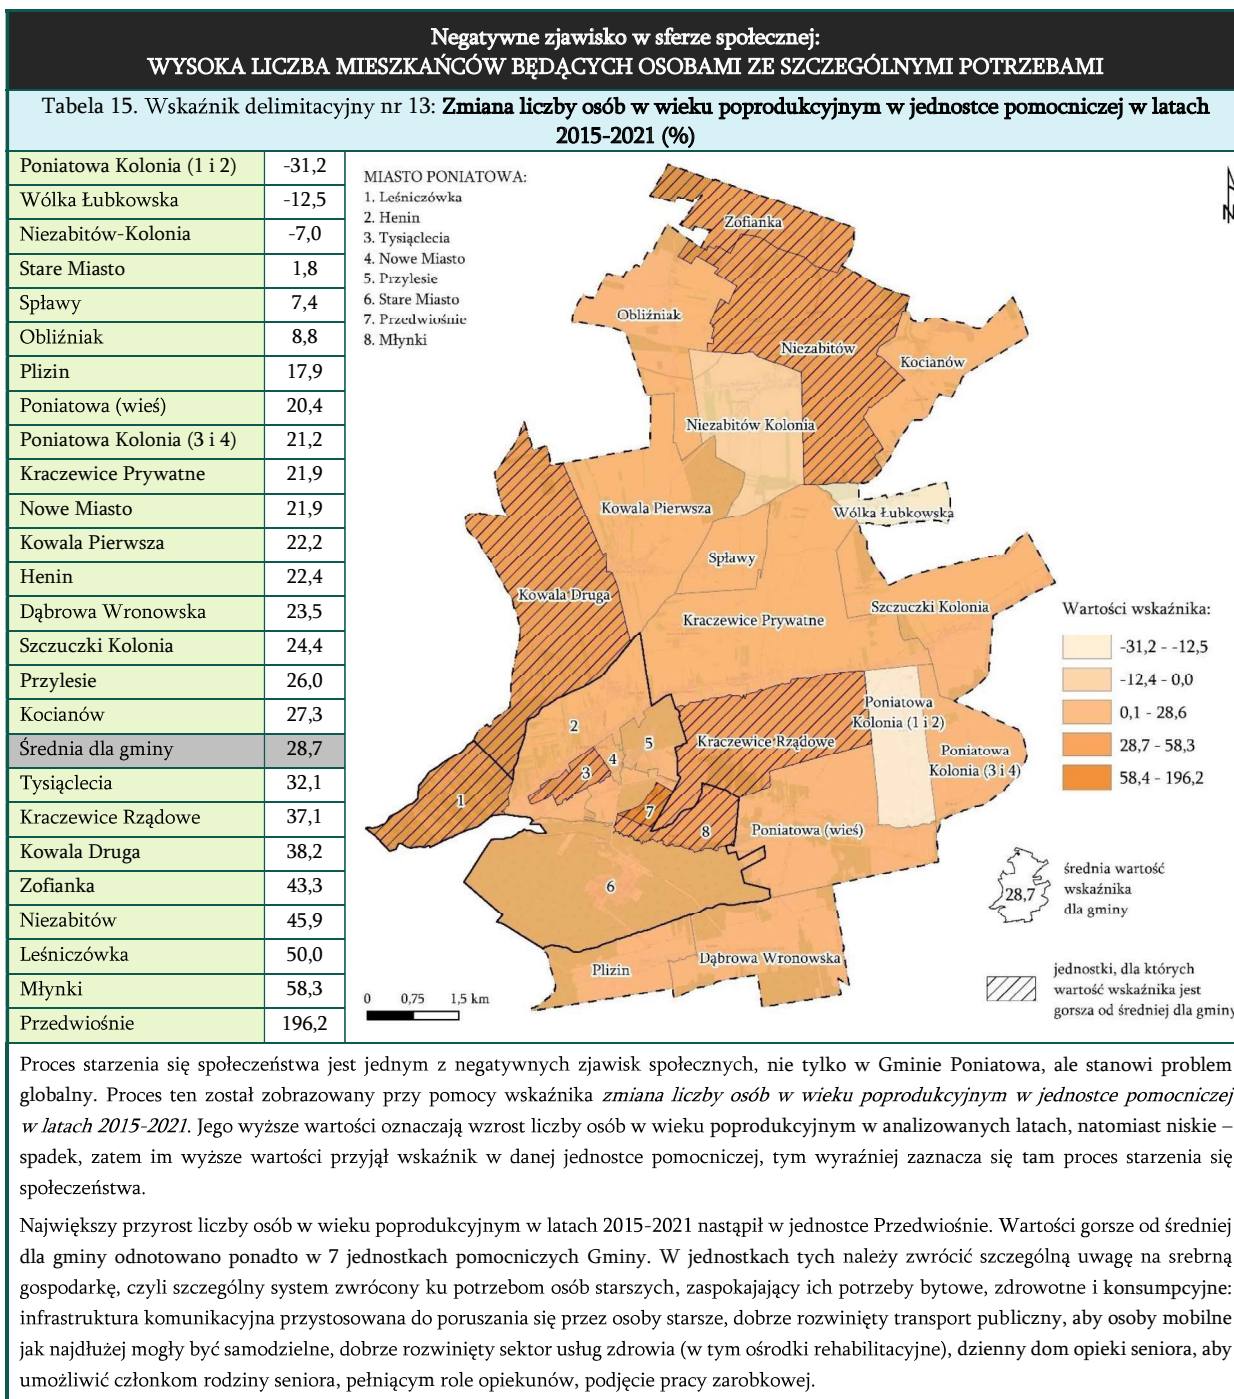 Negatywne zjawisko w sferze społecznej:
WYSOKA LICZBA MIESZKAŃCÓW BĘDĄCYCH OSOBAMI ZE SZCZEGÓLNYMI POTRZEBAMI
Tabela 15. Wskaźnik delimitacyjny nr 13: Zmiana liczby osób w wieku poprodukcyjnym w jednostce pomocniczej w latach
2015-2021 (%)
Poniatowa Kolonia (1 i 2) -31,2
Wólka Łubkowska -12,5
Niezabitów-Kolonia -7,0
Stare Miasto 1,8
Spławy 7,4
Obliźniak 8,8
Plizin 17,9
Poniatowa (wieś) 20,4
Poniatowa Kolonia (3 i 4) 21,2
Kraczewice Prywatne 21,9
Nowe Miasto 21,9
Kowala Pierwsza 22,2
Henin 22,4
Dąbrowa Wronowska 23,5
Szczuczki Kolonia 24,4
Przylesie 26,0
Kocianów 27,3
Średnia dla gminy 28,7
Tysiąclecia 32,1
Kraczewice Rządowe 37,1
Kowala Druga 38,2
Zofianka 43,3
Niezabitów 45,9
Leśniczówka 50,0
Młynki 58,3
Przedwiośnie 196,2
MIASTO PONIATOWA:
1. Leśniczówka
2. Henin
3. Tysiąclecia
4. Nowe Miasto
5. Przylesie
6. Stare Miasto
7. Przedwiośnie
8. Młynki
N
Zofianka
Obliźniak
Niezabitów
Kocianów
Niezabitów Kolonia
Kowala Pierwsza
Wólka Łubkowska
Spławy
Kowala Druga
Szczuczki Kolonia
Kraczewice Prywatne
Poniatowa
Kolonia (1 i 2)
Kraczewice Rządowe
Poniatowa
Kolonia (3 i 4)
2
5
4
3
1
7
8
Poniatowa (wieś)
6
Plizin
Dąbrowa Wronowska
Wartości wskaźnika:
-31,2 - -12,5
-12,4 - 0,0
0,1 - 28,6
28,7 - 58,3
58,4 - 196,2
28,7
średnia wartość
wskaźnika
dla gminy
jednostki, dla których
wartość wskaźnika jest
gorsza od średniej dla gminy
0 0,75 1,5 km
Proces starzenia się społeczeństwa jest jednym z negatywnych zjawisk społecznych, nie tylko w Gminie Poniatowa, ale stanowi problem
globalny. Proces ten został zobrazowany przy pomocy wskaźnika zmiana liczby osób w wieku poprodukcyjnym w jednostce pomocniczej
w latach 2015-2021. Jego wyższe wartości oznaczają wzrost liczby osób w wieku poprodukcyjnym w analizowanych latach, natomiast niskie –
spadek, zatem im wyższe wartości przyjął wskaźnik w danej jednostce pomocniczej, tym wyraźniej zaznacza się tam proces starzenia się
społeczeństwa.
Największy przyrost liczby osób w wieku poprodukcyjnym w latach 2015-2021 nastąpił w jednostce Przedwiośnie. Wartości gorsze od średniej
dla gminy odnotowano ponadto w 7 jednostkach pomocniczych Gminy. W jednostkach tych należy zwrócić szczególną uwagę na srebrną
gospodarkę, czyli szczególny system zwrócony ku potrzebom osób starszych, zaspokajający ich potrzeby bytowe, zdrowotne i konsumpcyjne:
infrastruktura komunikacyjna przystosowana do poruszania się przez osoby starsze, dobrze rozwinięty transport publiczny, aby osoby mobilne
jak najdłużej mogły być samodzielne, dobrze rozwinięty sektor usług zdrowia (w tym ośrodki rehabilitacyjne), dzienny dom opieki seniora, aby
umożliwić członkom rodziny seniora, pełniącym role opiekunów, podjęcie pracy zarobkowej.